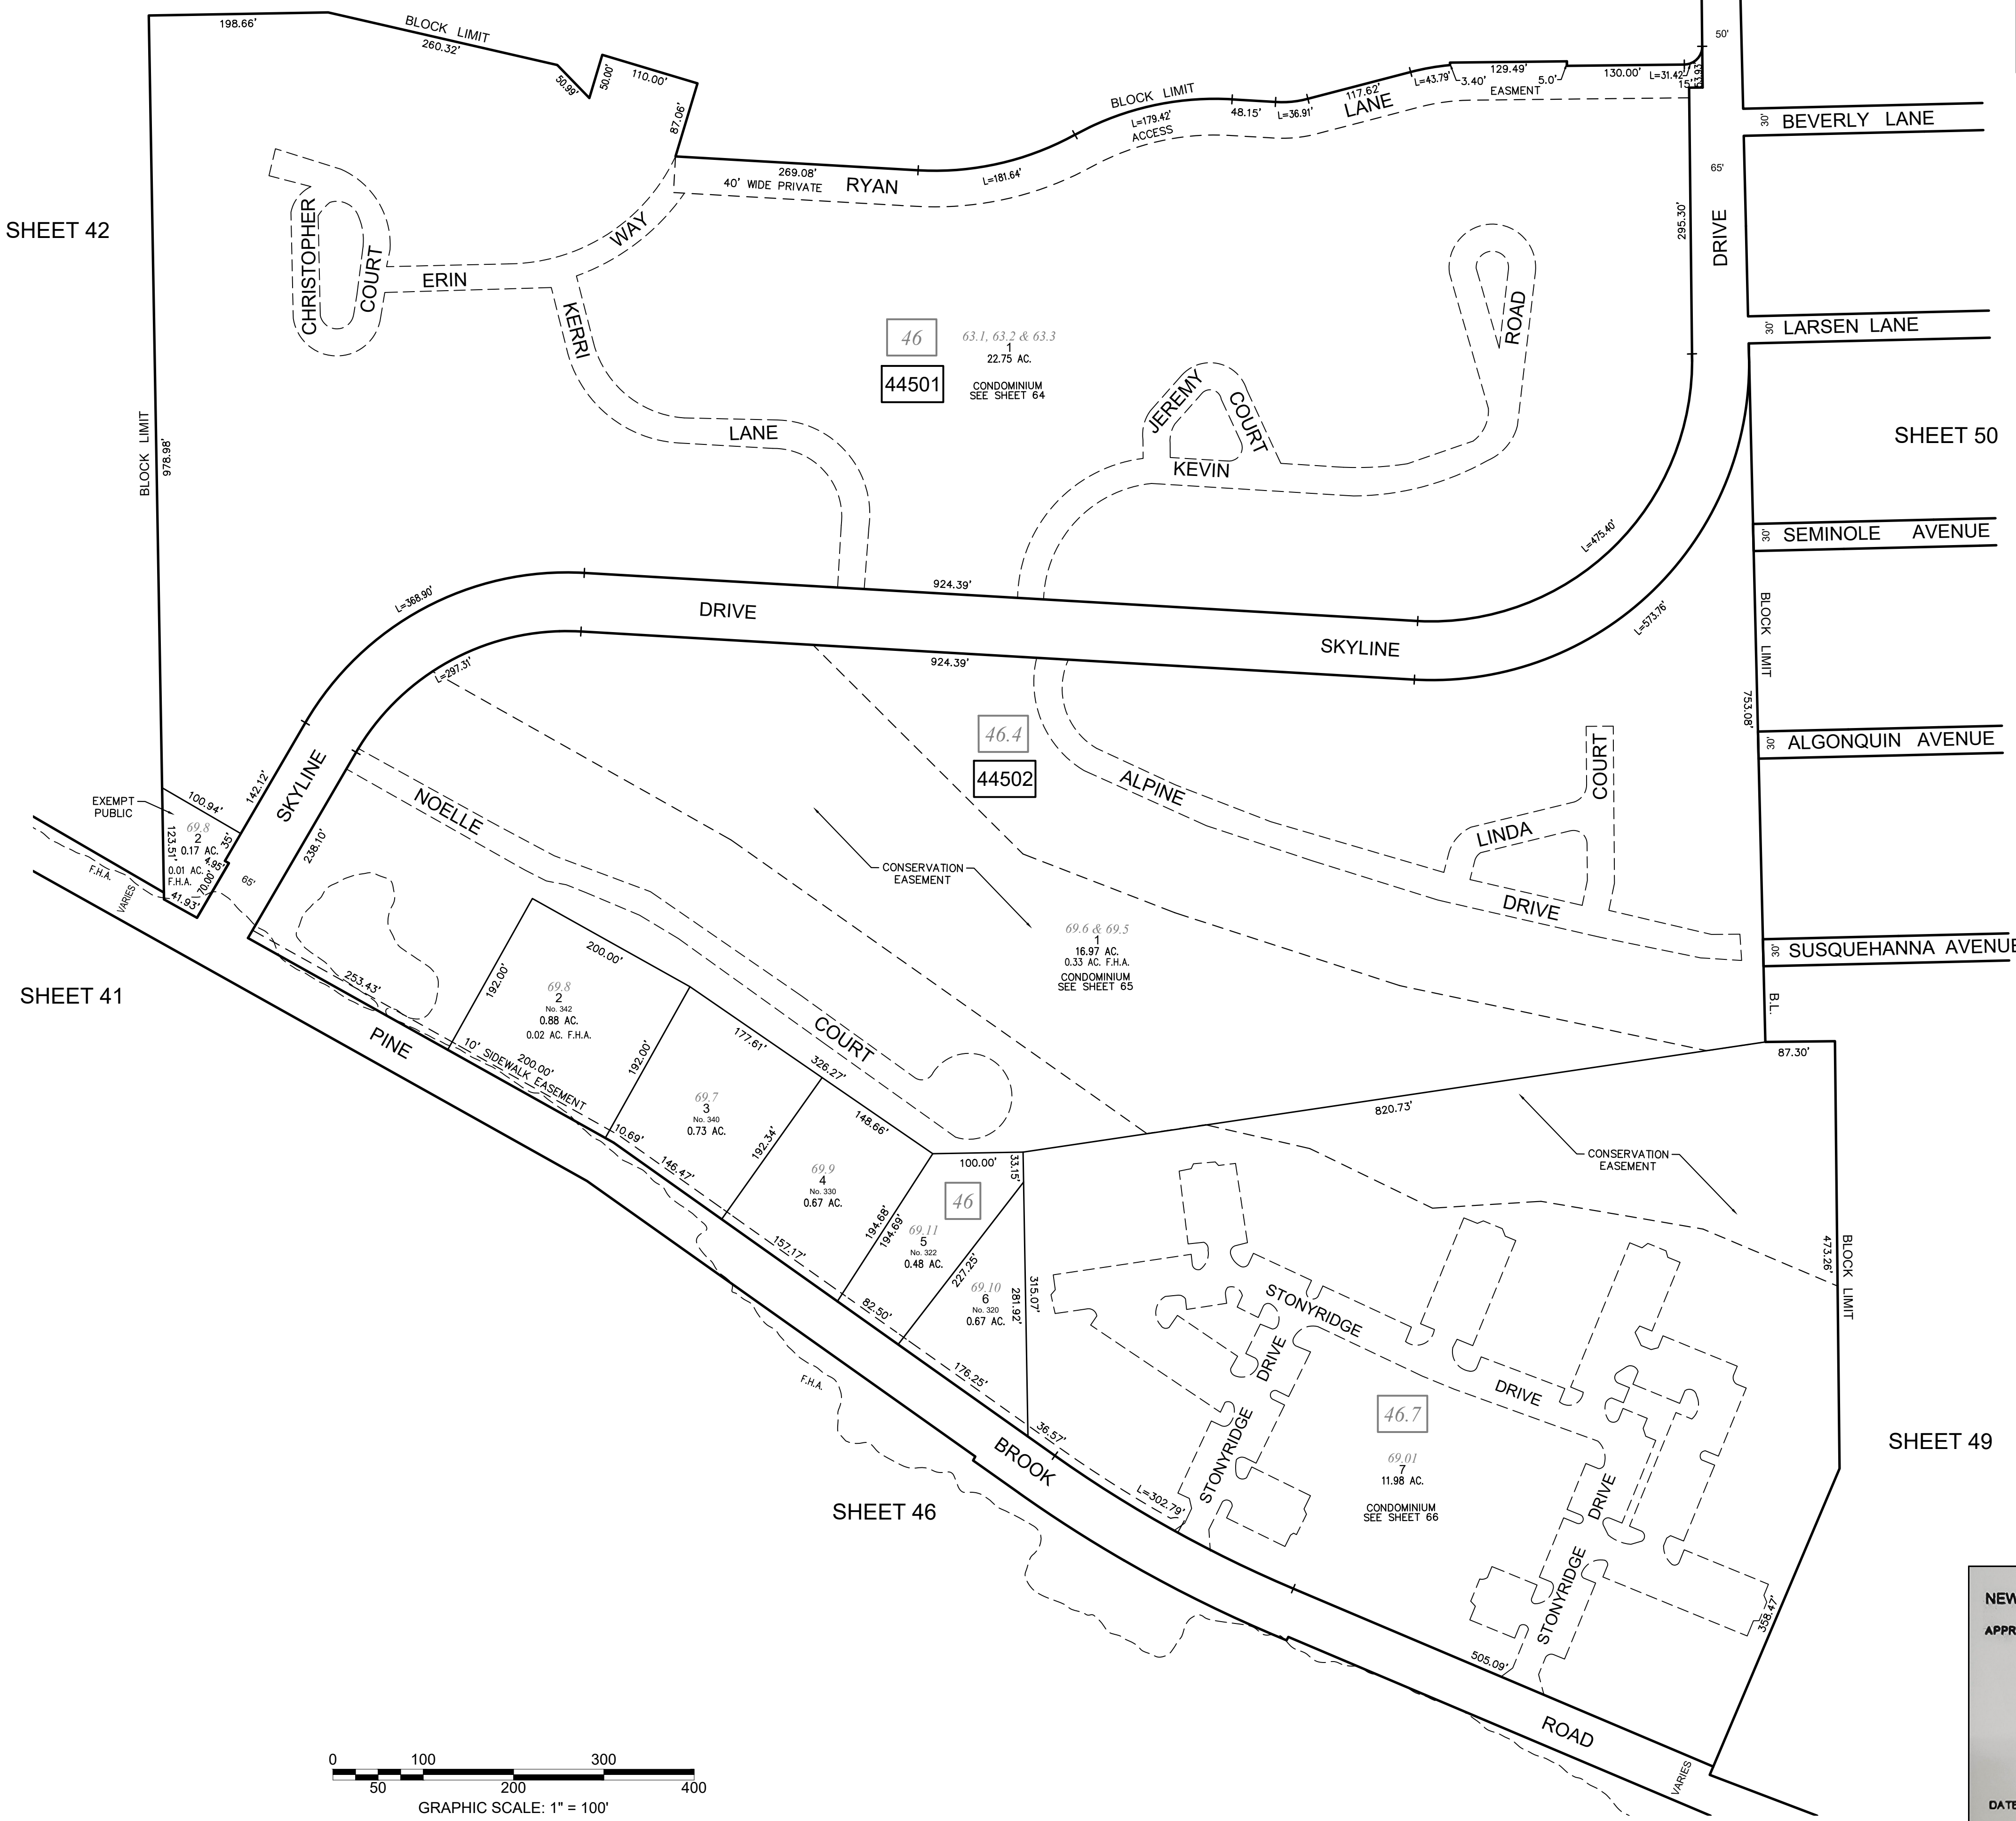 198.66'
BLOCK LIMIT
260.32'
50.99'
50.00'
110.00'
87.06'
269.08'
40' WIDE PRIVATE RYAN
L=181.64'
BLOCK LIMIT
L=179.42'
ACCESS
48.15'
L=36.91'
117.62'
LANE
L=43.79'
3.40'
129.49'
5.0'
EASMENT
130.00'
L=31.42'
15'
53.93'
50'
30'
BEVERLY LANE
65'
DRIVE
295.30'
30'
LARSEN LANE
SHEET 42
CHRISTOPHER
COURT
ERIN
WAY
KERRI
LANE
46
44501
63.1, 63.2 & 63.3
1
22.75 AC.
CONDOMINIUM
SEE SHEET 64
JEREMY
COURT
KEVIN
ROAD
SHEET 50
BLOCK LIMIT
978.98'
L=475.40'
30'
SEMINOLE AVENUE
L=368.90'
924.39'
DRIVE
SKYLINE
L=573.76'
BLOCK LIMIT
753.08'
L=297.31'
924.39'
46.4
44502
ALPINE
LINDA
COURT
DRIVE
30'
ALGONQUIN AVENUE
30'
SUSQUEHANNA AVENUE
B.L.
142.12'
SKYLINE
238.10'
EXEMPT
PUBLIC
100.94'
69.8
2
0.17 AC.
0.01 AC.
F.H.A.
123.51'
35'
4.95'
70.00'
41.93'
65'
F.H.A.
VARIES
NOELLE
COURT
CONSERVATION
EASEMENT
69.6 & 69.5
1
16.97 AC.
0.33 AC. F.H.A.
CONDOMINIUM
SEE SHEET 65
SHEET 41
253.43'
PINE
192.00'
200.00'
69.8
2
No. 342
0.88 AC.
0.02 AC. F.H.A.
200.00'
10' SIDEWALK EASEMENT
192.00'
177.61'
326.27'
69.7
3
No. 340
0.73 AC.
10.69'
146.47'
192.34'
148.66'
69.9
4
No. 330
0.67 AC.
157.17'
194.68'
194.69'
100.00'
33.15'
46
69.11
5
No. 322
0.48 AC.
82.50'
227.25'
69.10
6
No. 320
0.67 AC.
281.92'
315.07'
176.25'
36.57'
F.H.A.
BROOK
SHEET 46
L=302.79'
87.30'
820.73'
CONSERVATION
EASEMENT
473.26'
BLOCK LIMIT
STONYRIDGE
DRIVE
DRIVE
STONYRIDGE
46.7
69.01
7
11.98 AC.
CONDOMINIUM
SEE SHEET 66
DRIVE
STONYRIDGE
SHEET 49
358.47'
505.09'
ROAD
VARIES
0 100 300
50 200 400
GRAPHIC SCALE: 1" = 100'
NEW
APPR
DATE